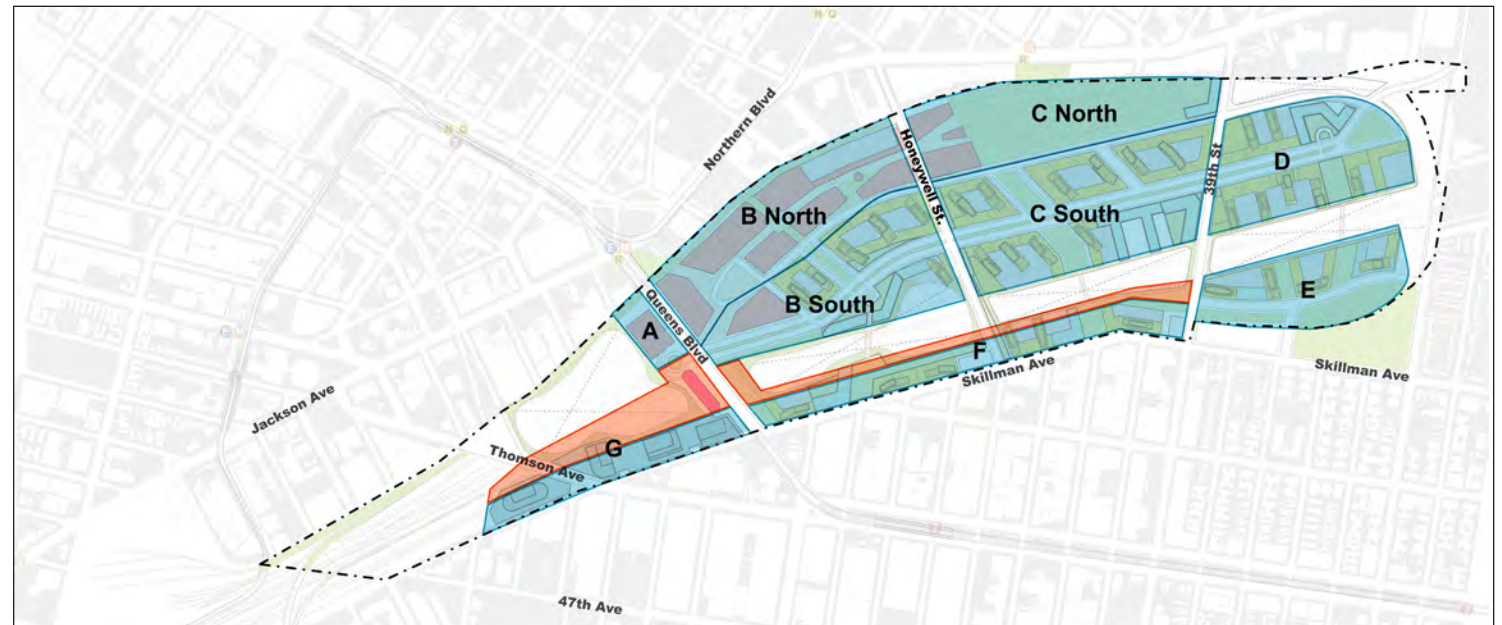 N Q
R
N Q
7
Northern Blvd
Honeywell St.
C North
39th St
D
B North
C South
E
R
Queens Blvd
A
B South
F
Skillman Ave
Skillman Ave
Jackson Ave
G
Thomson Ave
47th Ave